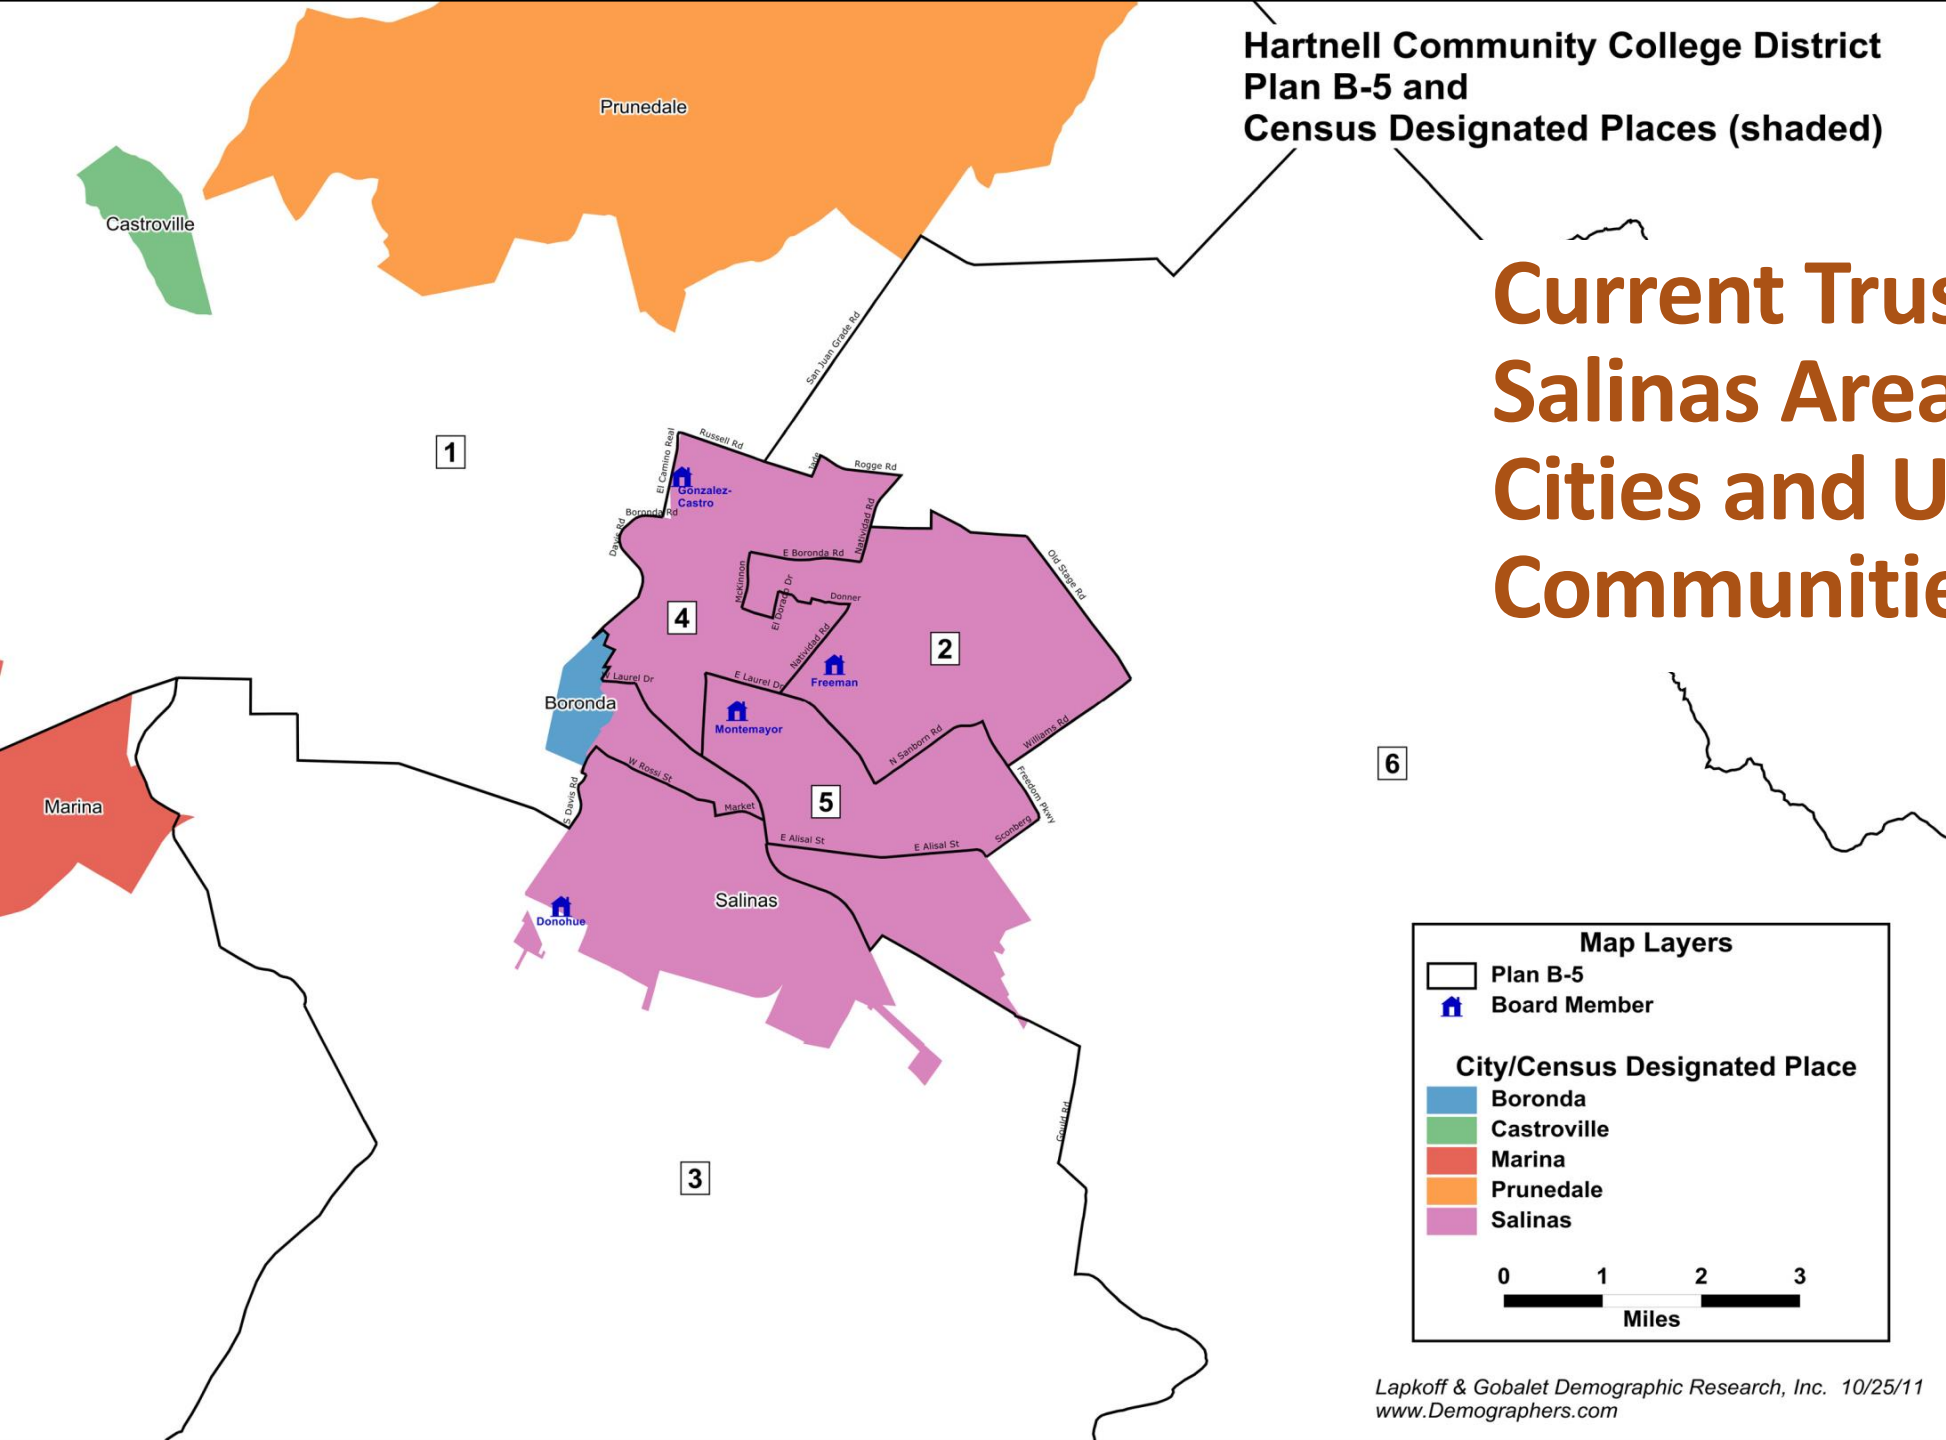 Hartnell Community College District
Plan B-5 and
Census Designated Places (shaded)
Prunedale
Castroville
Current Trus
Salinas Area
Cities and U
Communitie
San Juan Grade Rd
1
Russell Rd
El Camino Real
Jade
Rogge Rd
Gonzalez-
Castro
Boronda Rd
Davis Rd
Natividad Rd
E Boronda Rd
McKinnon
El Dorado Dr
Donner
Old Stage Rd
4
2
Natividad Rd
Freeman
W Laurel Dr
E Laurel Dr
Boronda
Montemayor
N Sanborn Rd
Williams Rd
6
W Rossi St
Freedom Pkwy
S Davis Rd
Marina
Market
5
Sconberg
E Alisal St
E Alisal St
Salinas
Donohue
Gould Rd
3
Map Layers
Plan B-5
Board Member
City/Census Designated Place
Boronda
Castroville
Marina
Prunedale
Salinas
0 1 2 3
Miles
Lapkoff & Gobalet Demographic Research, Inc. 10/25/11
www.Demographers.com